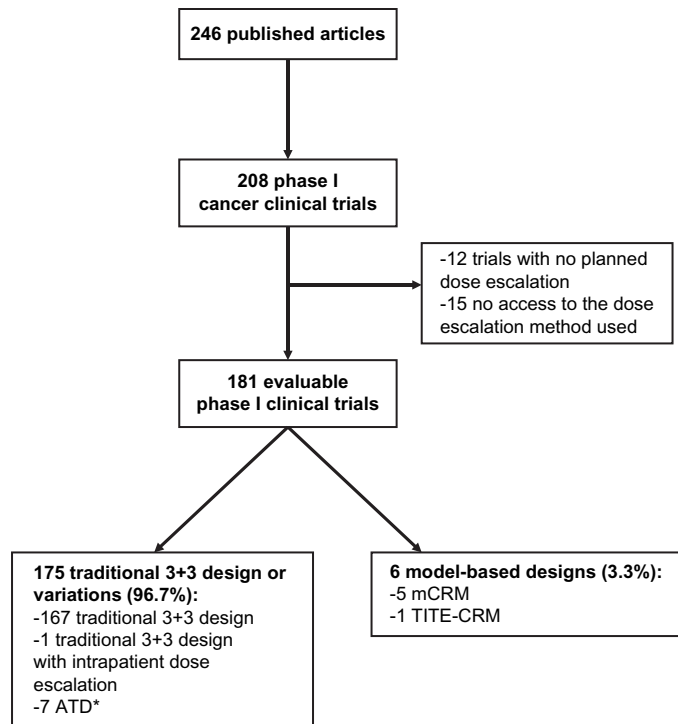 246 published articles
208 phase I
cancer clinical trials
-12 trials with no planned
dose escalation
-15 no access to the dose
escalation method used
181 evaluable
phase I clinical trials
175 traditional 3+3 design or
variations (96.7%):
-167 traditional 3+3 design
-1 traditional 3+3 design
with intrapatient dose
escalation
-7 ATD*
6 model-based designs (3.3%):
-5 mCRM
-1 TITE-CRM